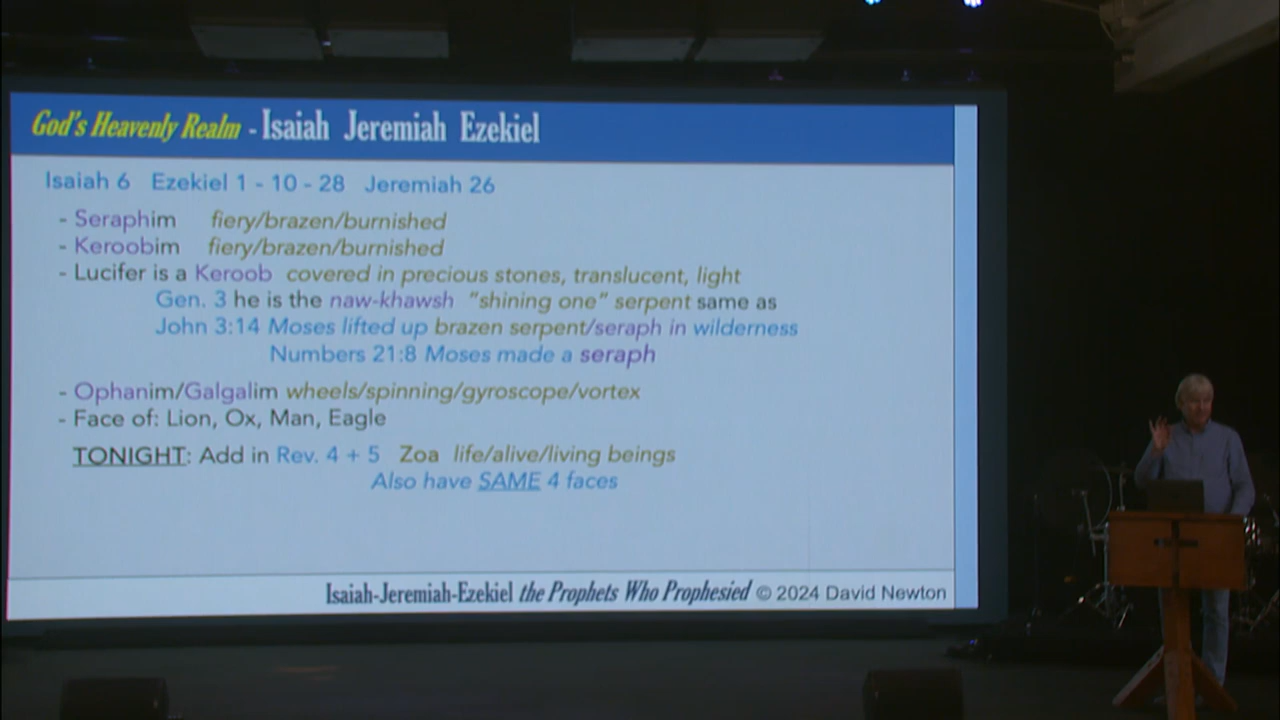 God's Heavenly Realm - Isaiah Jeremiah Ezekiel
Isaiah 6 Ezekiel 1 - 10 - 28 Jeremiah 26
- Seraphim fiery/brazen/burnished
- Keroobim fiery/brazen/burnished
- Lucifer is a Keroob covered in precious stones, translucent, light
Gen. 3 he is the naw-khawsh "shining one" serpent same as
John 3:14 Moses lifted up brazen serpent/seraph in wilderness
Numbers 21:8 Moses made a seraph
- Ophanim/Galgalim wheels/spinning/gyroscope/vortex
- Face of: Lion, Ox, Man, Eagle
TONIGHT: Add in Rev. 4 + 5 Zoa life/alive/living beings
Also have SAME 4 faces
Isaiah-Jeremiah-Ezekiel the Prophets Who Prophesied © 2024 David Newton